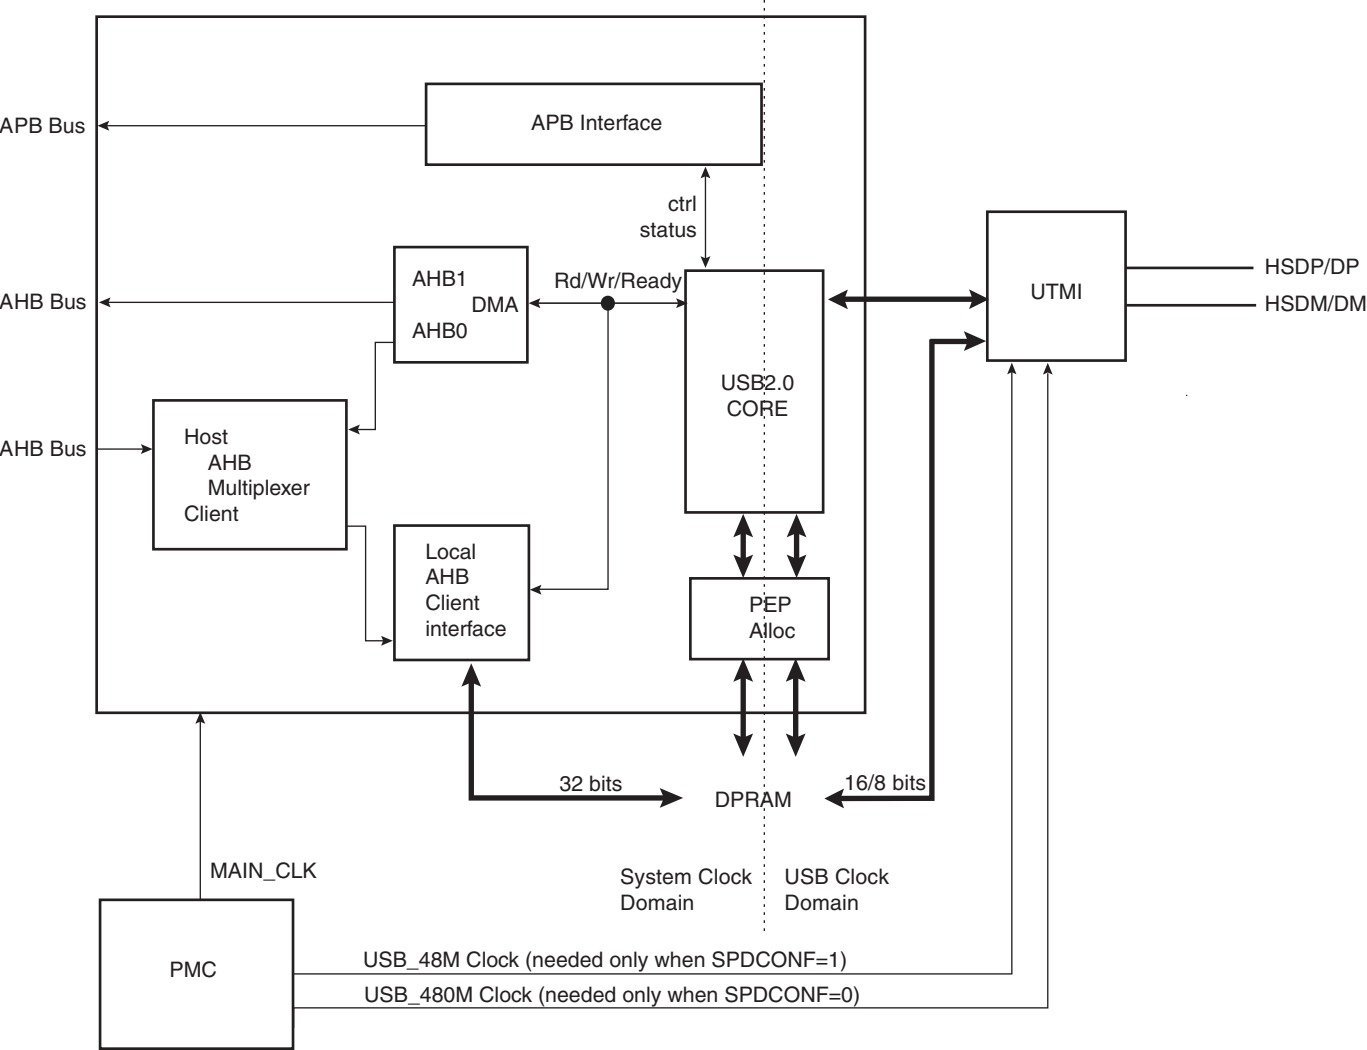 APB Bus
APB Interface
ctrl
status
AHB Bus
AHB1
DMA
AHB0
Rd/Wr/Ready
UTMI
HSDP/DP
HSDM/DM
USB2.0
CORE
AHB Bus
Host
AHB
Multiplexer
Client
Local
AHB
Client
interface
PEP
Alloc
32 bits
DPRAM
16/8 bits
MAIN_CLK
System Clock
Domain
USB Clock
Domain
PMC
USB_48M Clock (needed only when SPDCONF=1)
USB_480M Clock (needed only when SPDCONF=0)